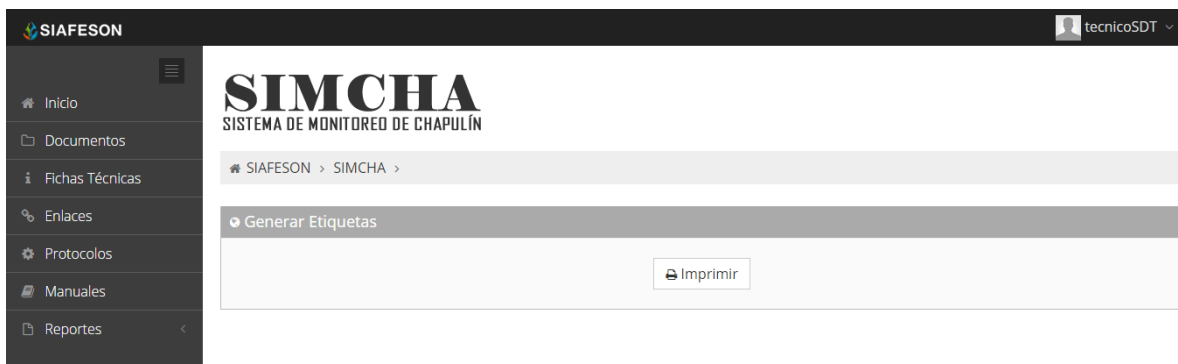 SIAFESON
tecnicoSDT
Inicio
Documentos
Fichas Técnicas
Enlaces
Protocolos
Manuales
Reportes
SIMCHA
SISTEMA DE MONITOREO DE CHAPULÍN
SIAFESON > SIMCHA >
Generar Etiquetas
Imprimir